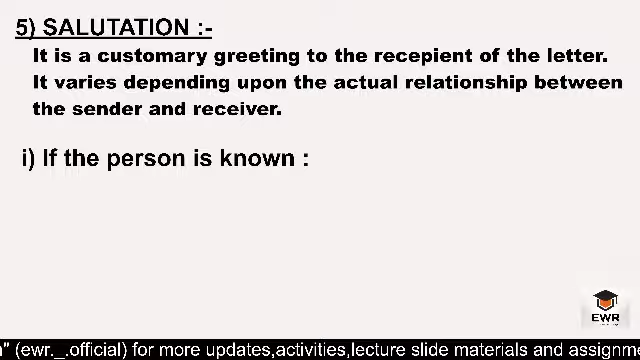 5) SALUTATION :-
It is a customary greeting to the recepient of the letter.
It varies depending upon the actual relationship between
the sender and receiver.
i) If the person is known :
EWR
" (ewr._.official) for more updates,activities,lecture slide materials and